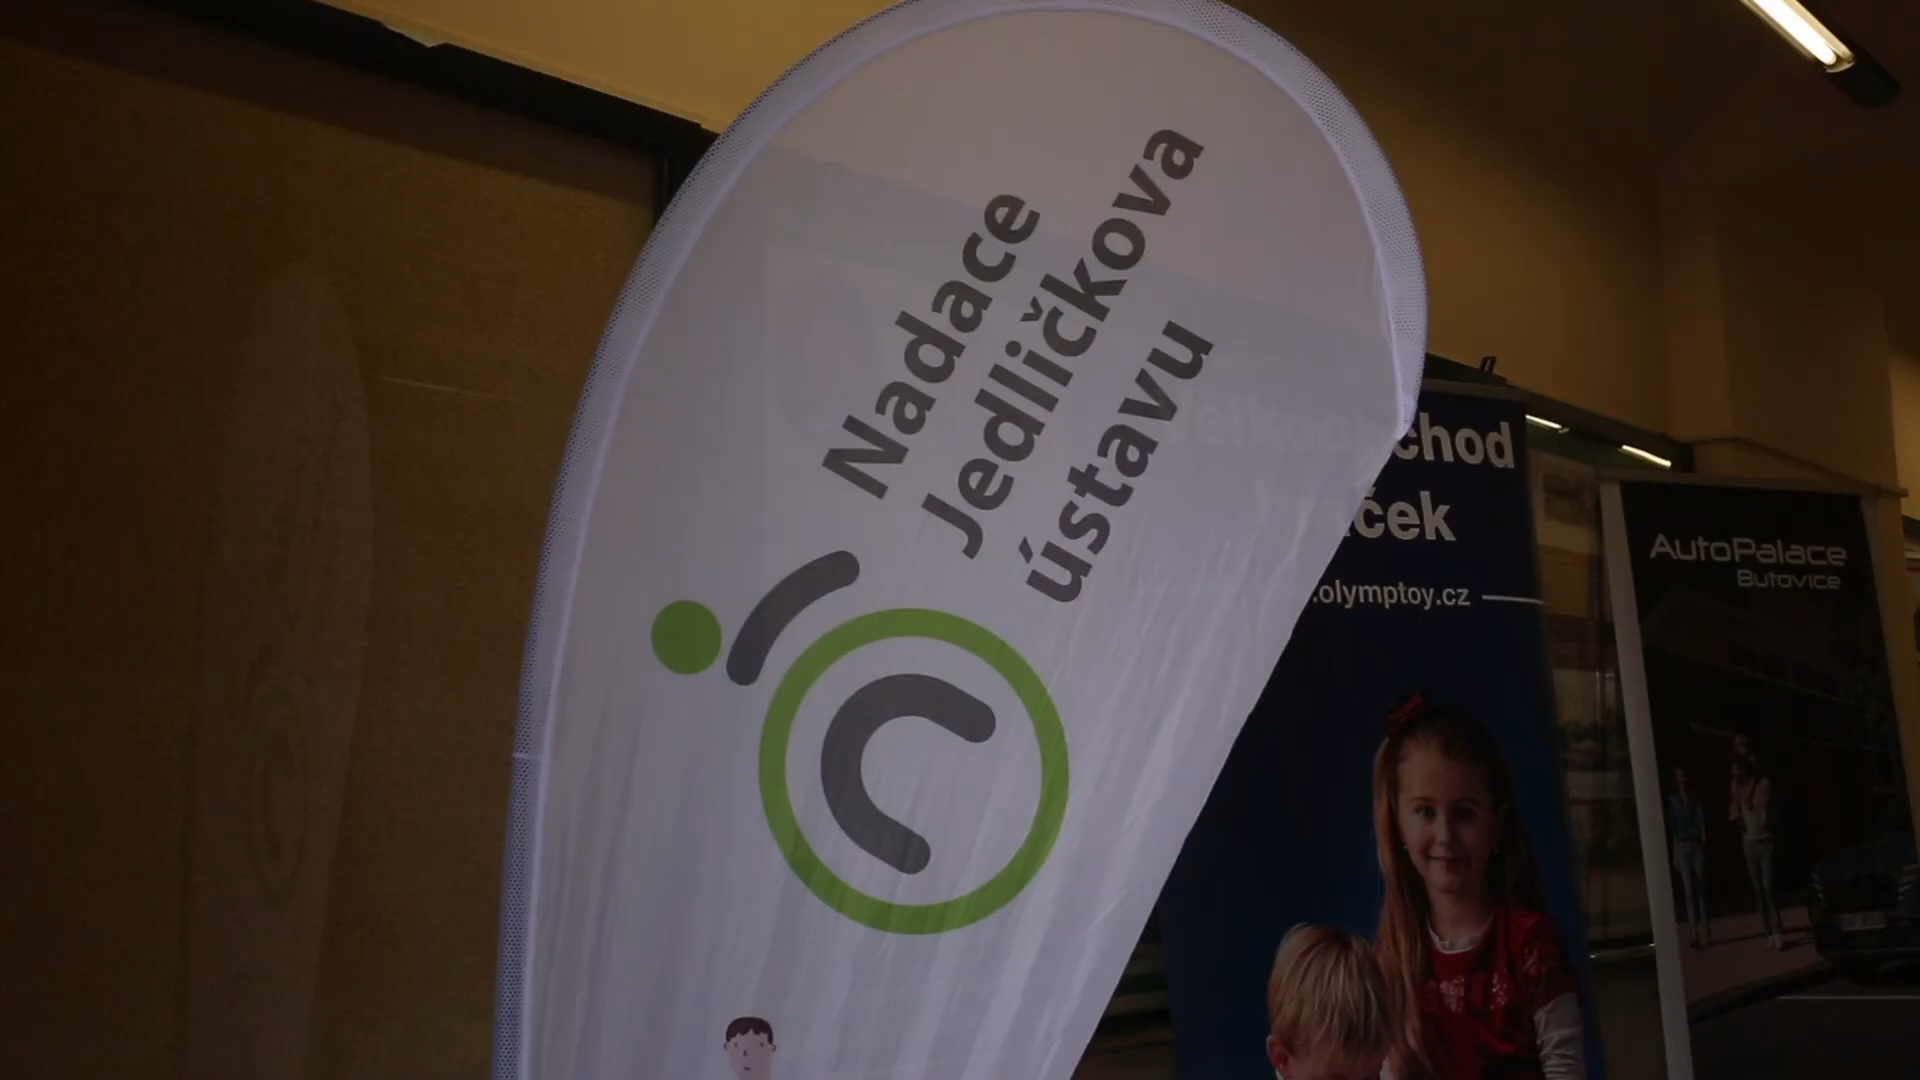 Nadace
Jedličkova
ústavu
chod
ček
.olymptoy.cz
AutoPalace
Butovice